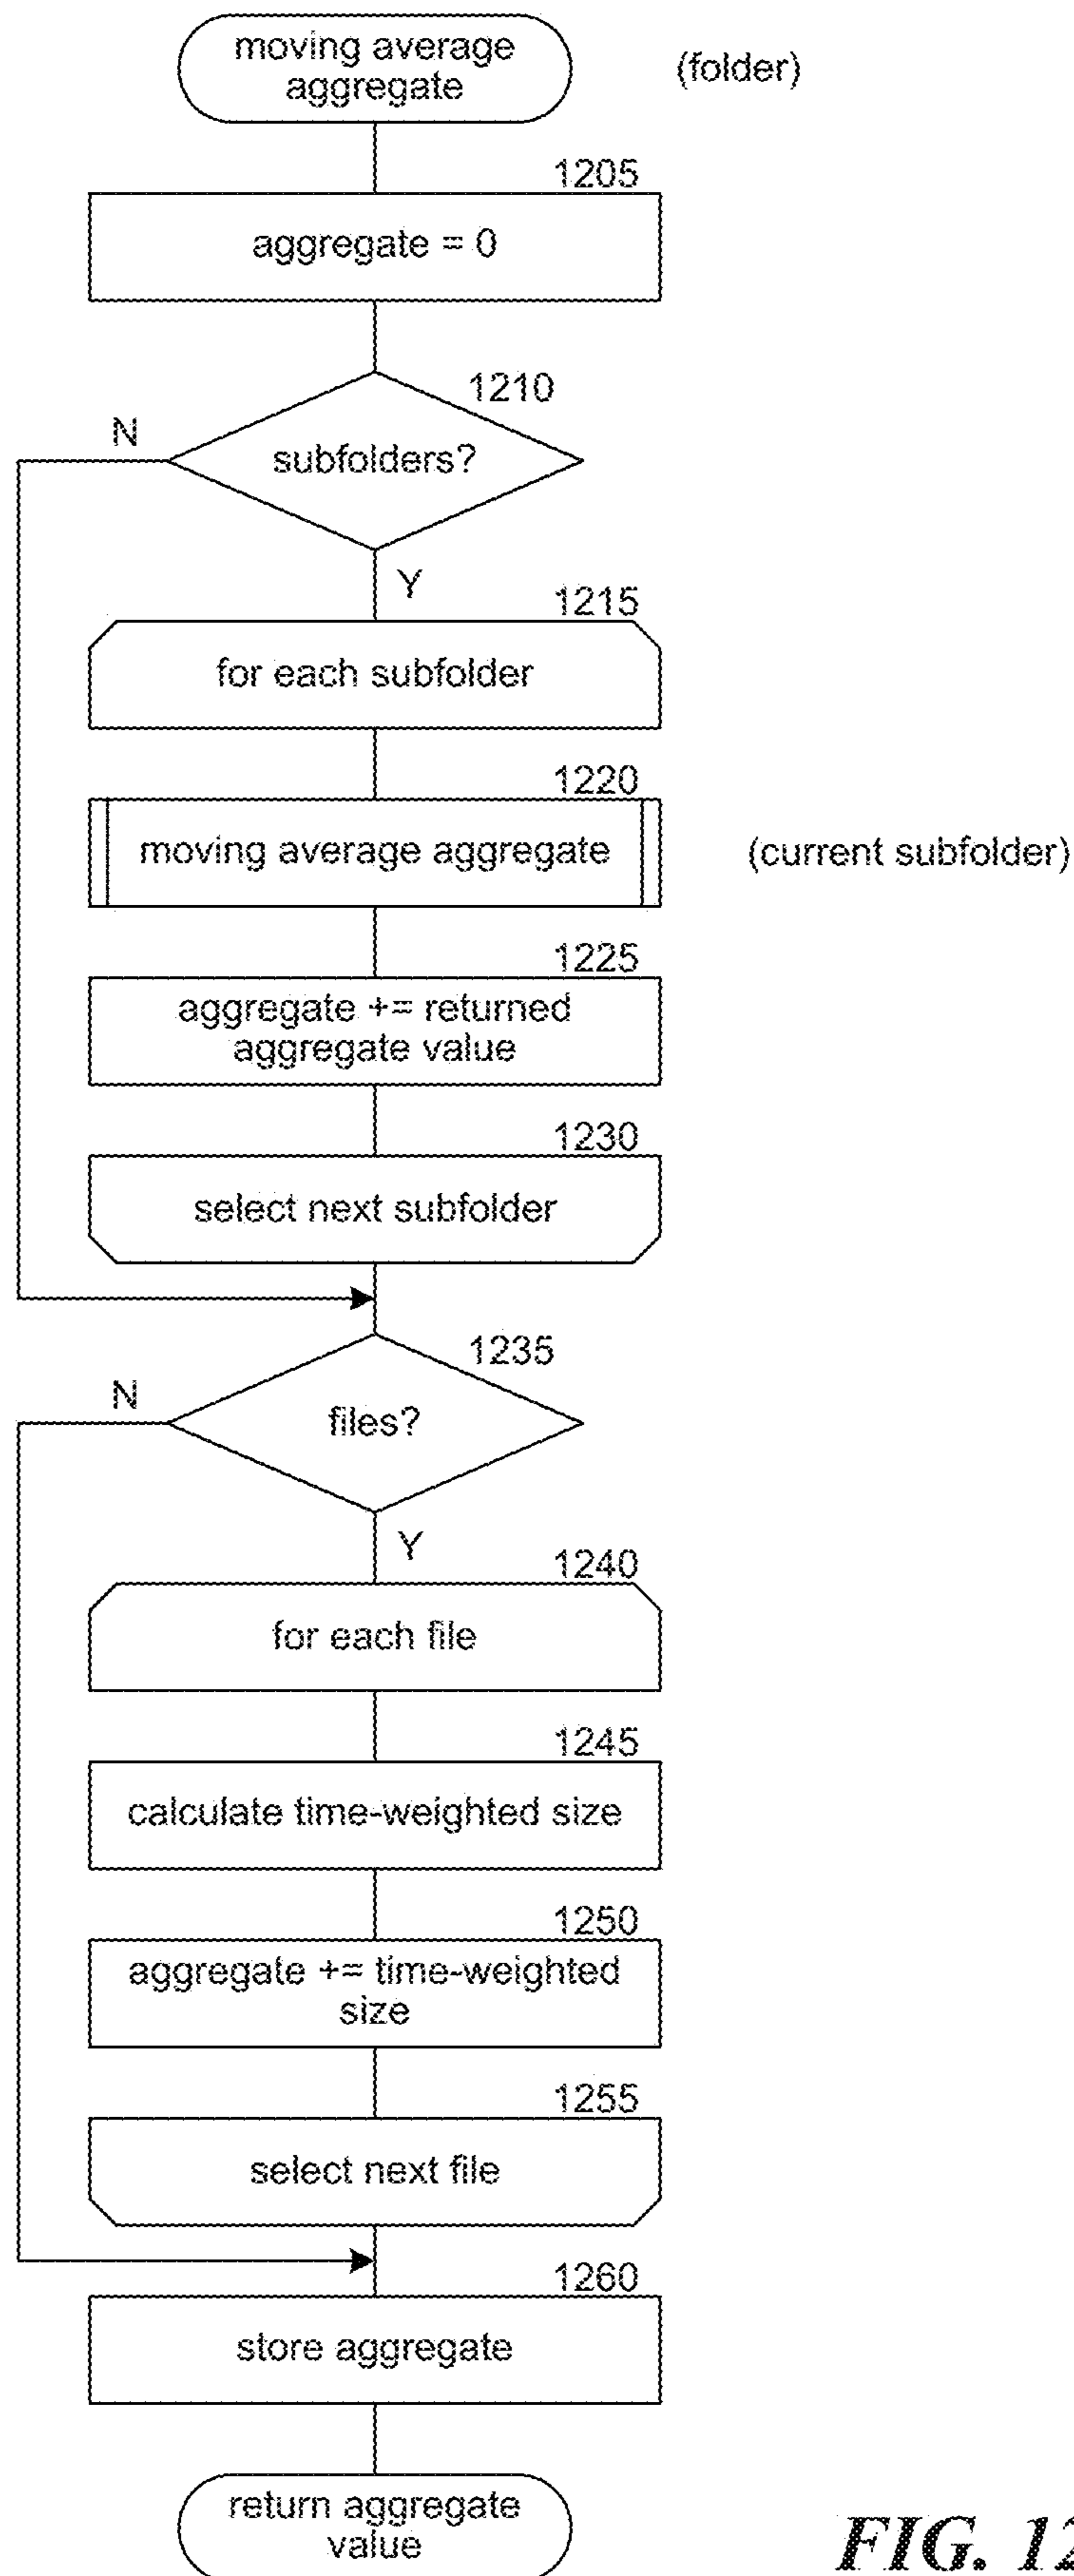 moving average
aggregate
(folder)
1205
aggregate = 0
1210
N
subfolders?
Y
1215
for each subfolder
1220
moving average aggregate
(current subfolder)
1225
aggregate += returned
aggregate value
1230
select next subfolder
1235
N
files?
Y
1240
for each file
1245
calculate time-weighted size
1250
aggregate += time-weighted
size
1255
select next file
1260
store aggregate
return aggregate
value
FIG. 12